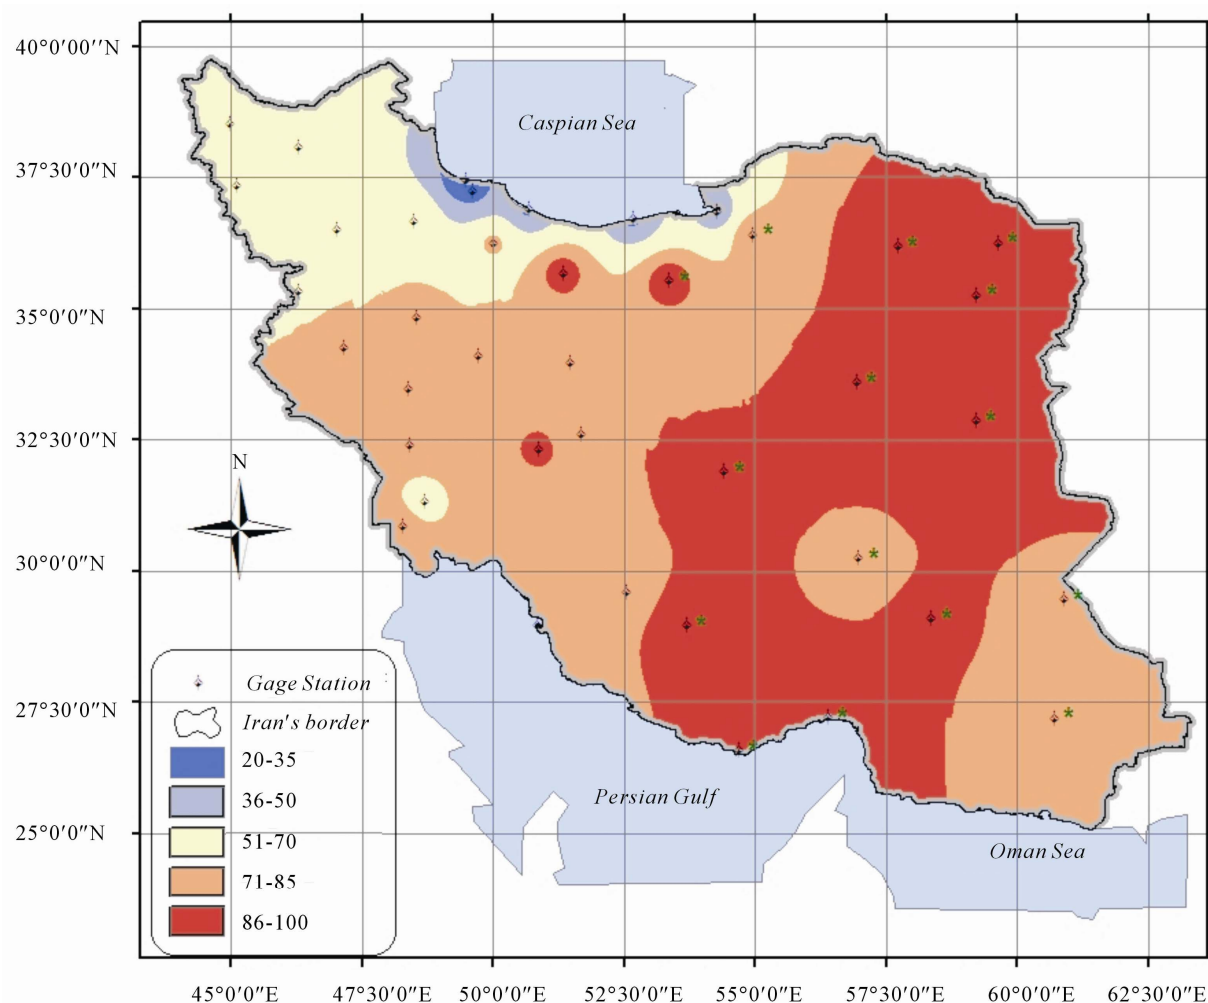 40°0'00''N
Caspian Sea
37°5'00"N
35°0'0"N
32°30'0"N
N
30°0'0"N
Gage Station
27°30'0"N
Iran's border
20-35
36-50
Persian Gulf
51-70
25°0'0"N
Oman Sea
71-85
86-100
45°0'0"E 47°30'0"E 50°0'0"E 52°30'0"E 55°0'0"E 57°30'0"E 60°0'0"E 62°30'0"E